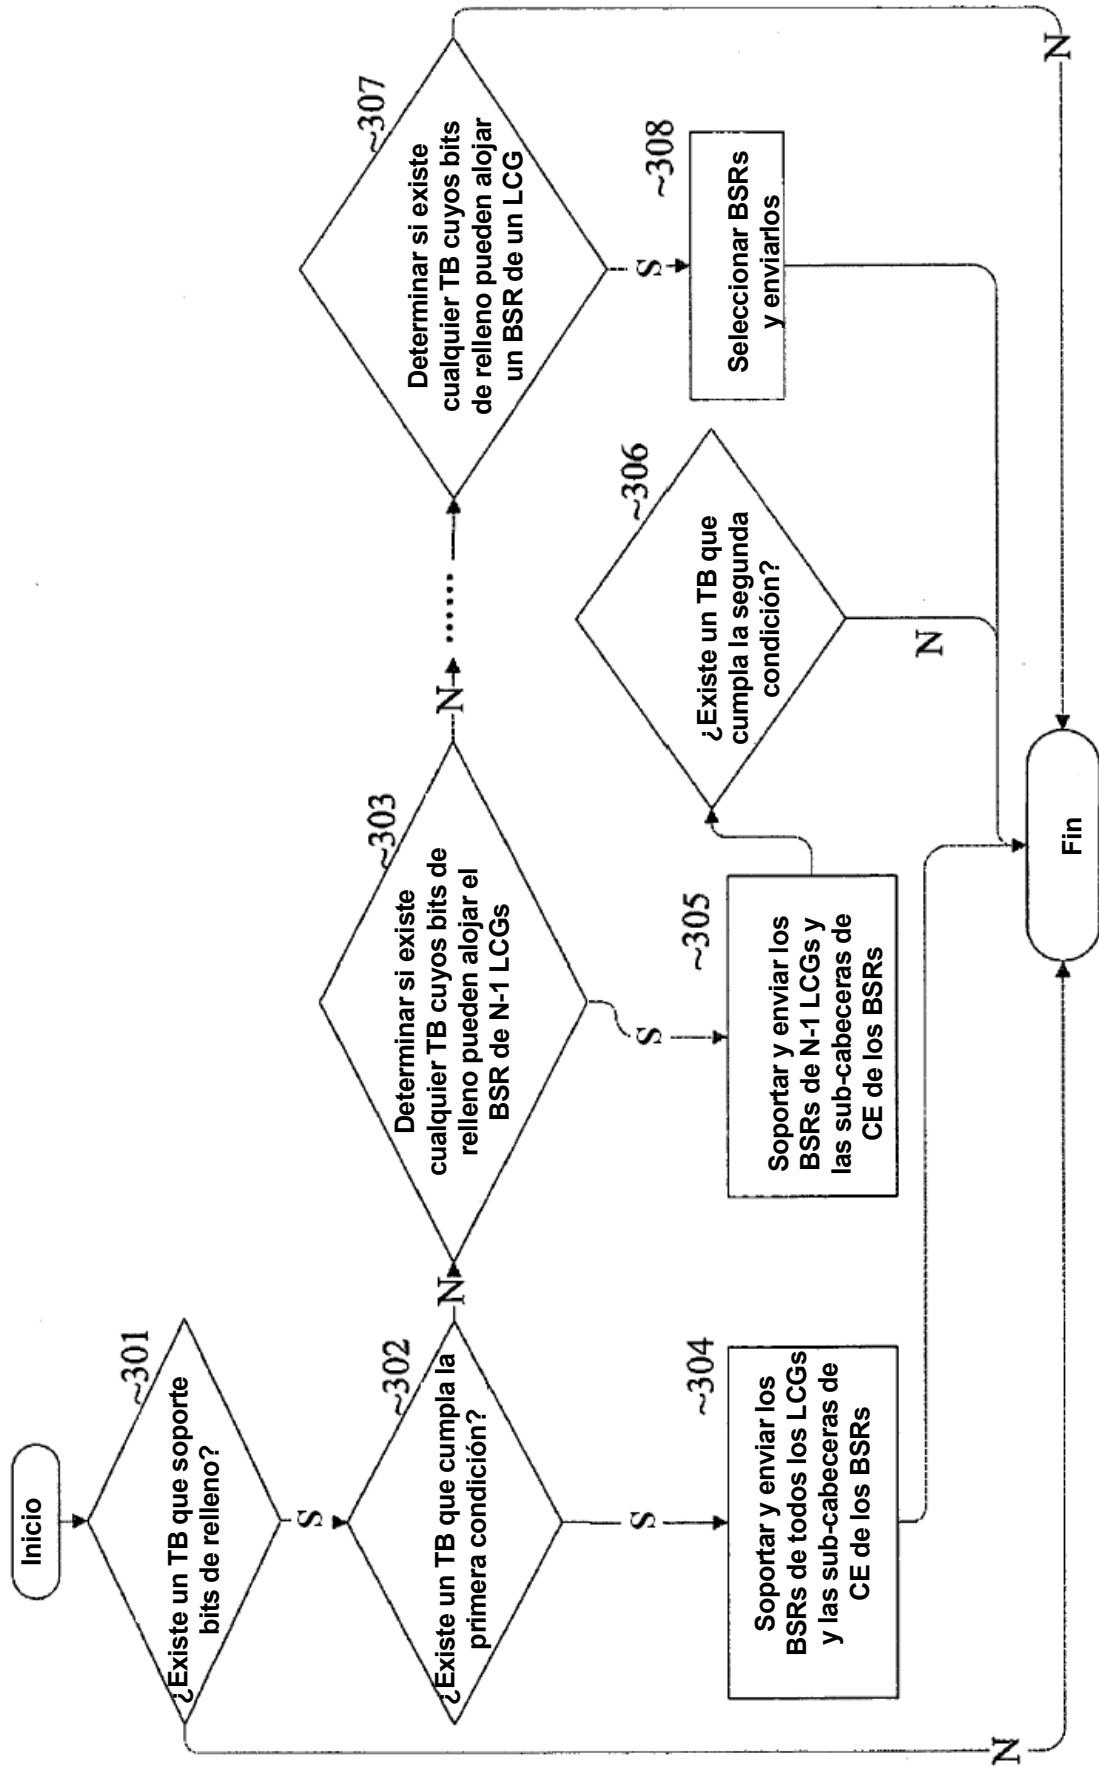 Inicio
~301
¿Existe un TB que soporte
bits de relleno?
S
N
~302
¿Existe un TB que cumpla la
primera condición?
N
S
~303
Determinar si existe
cualquier TB cuyos bits de
relleno pueden alojar el
BSR de N-1 LCGs
N
......
S
~307
Determinar si existe
cualquier TB cuyos bits
de relleno pueden alojar
un BSR de un LCG
S
N
~304
Soportar y enviar los
BSRs de todos los LCGs
y las sub-cabeceras de
CE de los BSRs
~305
Soportar y enviar los
BSRs de N-1 LCGs y
las sub-cabeceras de
CE de los BSRs
~306
¿Existe un TB que
cumpla la segunda
condición?
N
~308
Seleccionar BSRs
y enviarlos
Fin